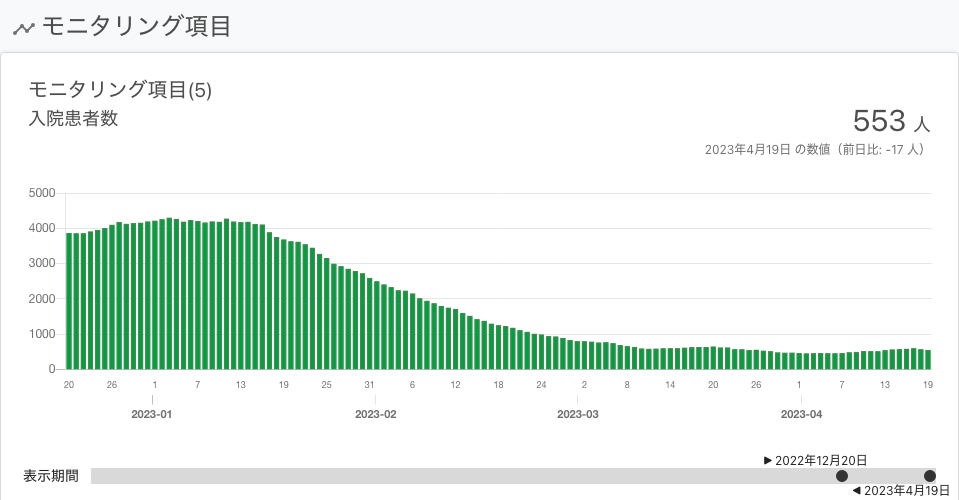 モニタリング項目
モニタリング項目(5)
入院患者数
553 人
2023年4月19日 の数値（前日比: -17 人）
5000
4000
3000
2000
1000
0
20 26 1 7 13 19 25 31 6 12 18 24 2 8 14 20 26 1 7 13 19
2023-01 2023-02 2023-03 2023-04
2022年12月20日
表示期間
2023年4月19日